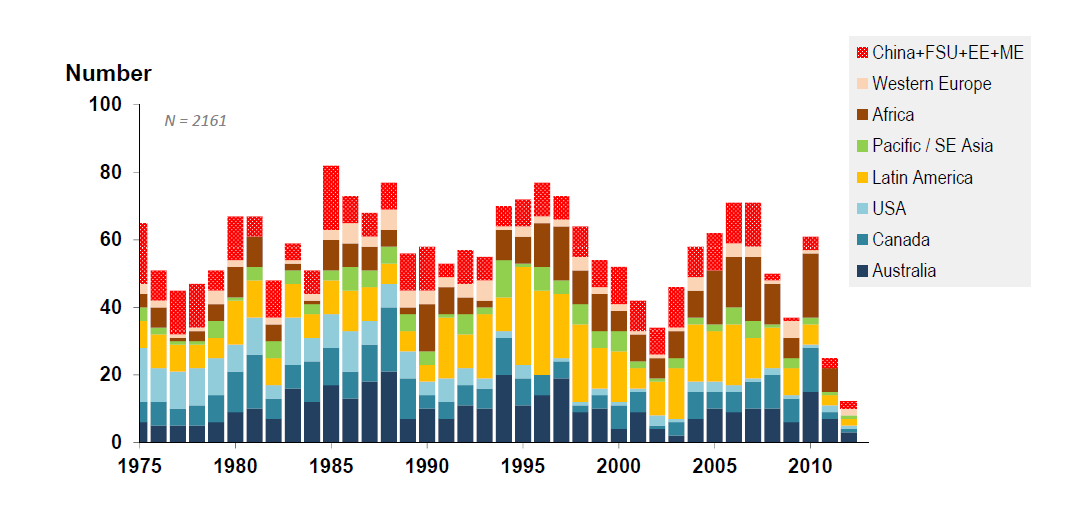 Number
N = 2161
100
80
60
40
20
0
1975 1980 1985 1990 1995 2000 2005 2010
China+FSU+EE+ME
Western Europe
Africa
Pacific / SE Asia
Latin America
USA
Canada
Australia